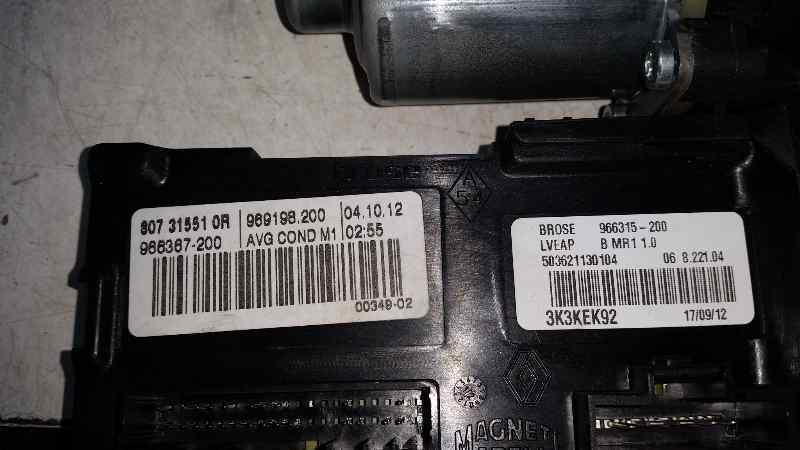 807 31551 0R 969198.200 04.10.12
966367-200 AVG COND M1 02:55
00349-02
BROSE 966315-200
LVEAP B MR1 1.0
503621130104 06 8.221.04
3K3KEK92 17/09/12
MAGNETI